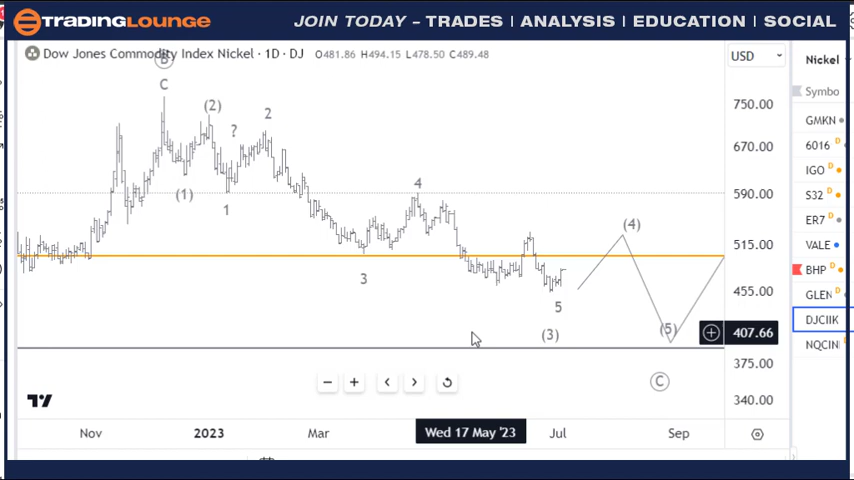 TRADINGLOUNGE
JOIN TODAY - TRADES | ANALYSIS | EDUCATION | SOCIAL
Dow Jones Commodity Index Nickel · 1D · DJ O481.86 H494.15 L478.50 C489.48
USD
Nickel
B
C
(2)
?
2
(1)
1
4
3
5
(3)
(4)
(5)
C
750.00
670.00
590.00
515.00
455.00
407.66
375.00
340.00
Symbo
GMKN
6016 D
IGO D
S32 D
ER7 D
VALE
BHP D
GLEN D
DJCIIK
NQCIN
Nov
2023
Mar
Wed 17 May '23
Jul
Sep